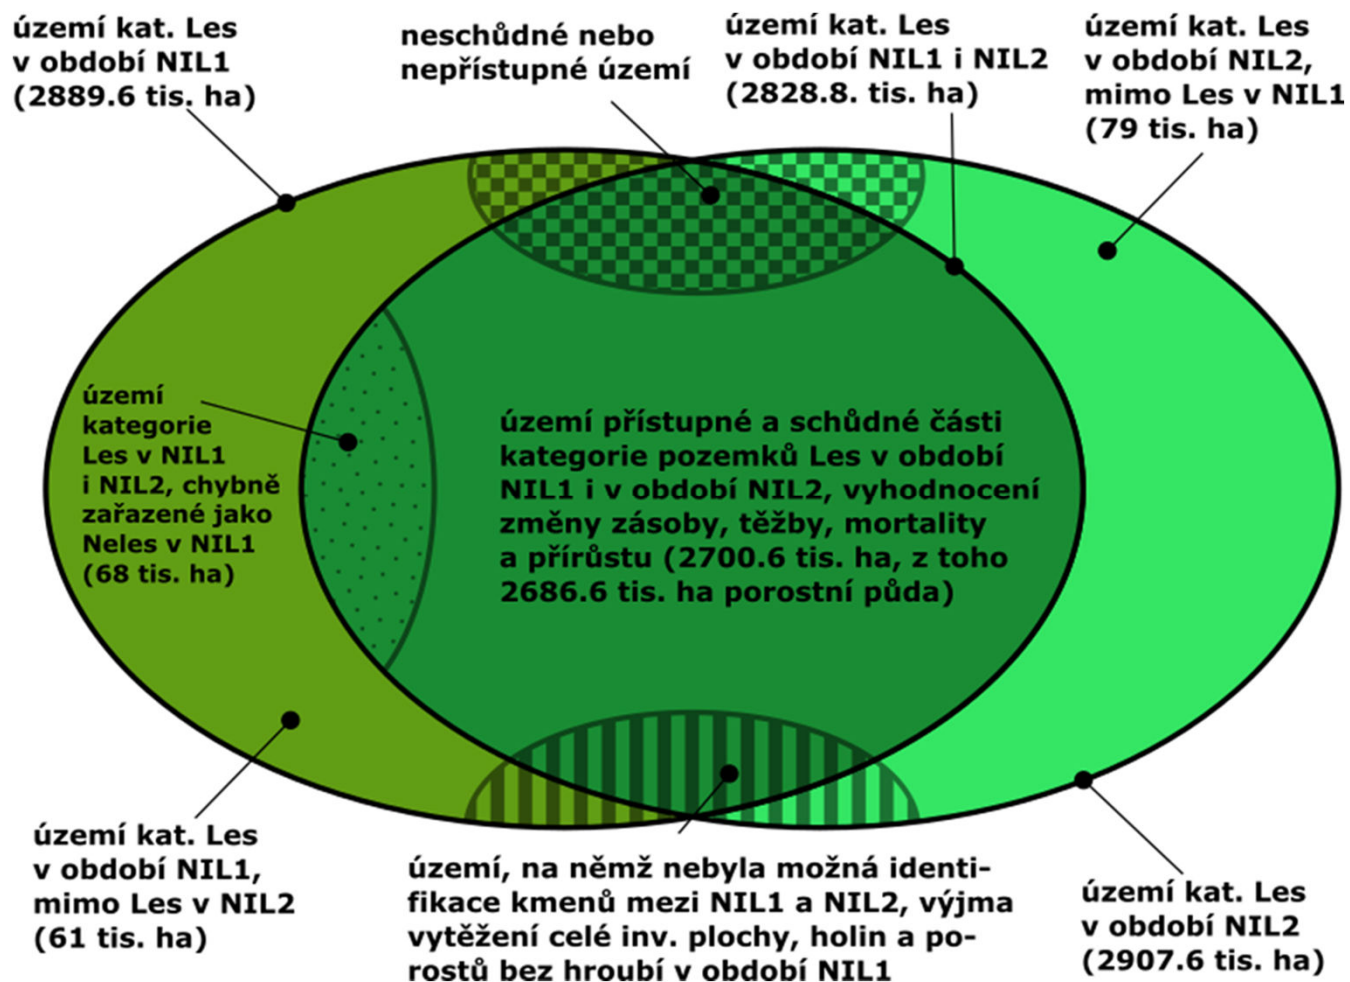 území kat. Les
v období NIL1
(2889.6 tis. ha)
neschůdné nebo
nepřístupné území
území kat. Les
v období NIL1 i NIL2
(2828.8. tis. ha)
území kat. Les
v období NIL2,
mimo Les v NIL1
(79 tis. ha)
území
kategorie
Les v NIL1
i NIL2, chybně
zařazené jako
Neles v NIL1
(68 tis. ha)
území přístupné a schůdné části
kategorie pozemků Les v období
NIL1 i v období NIL2, vyhodnocení
změny zásoby, těžby, mortality
a přírůstu (2700.6 tis. ha, z toho
2686.6 tis. ha porostní půda)
území kat. Les
v období NIL1,
mimo Les v NIL2
(61 tis. ha)
území, na němž nebyla možná identi-
fikace kmenů mezi NIL1 a NIL2, výjma
vytěžení celé inv. plochy, holin a po-
rostů bez hroubí v období NIL1
území kat. Les
v období NIL2
(2907.6 tis. ha)